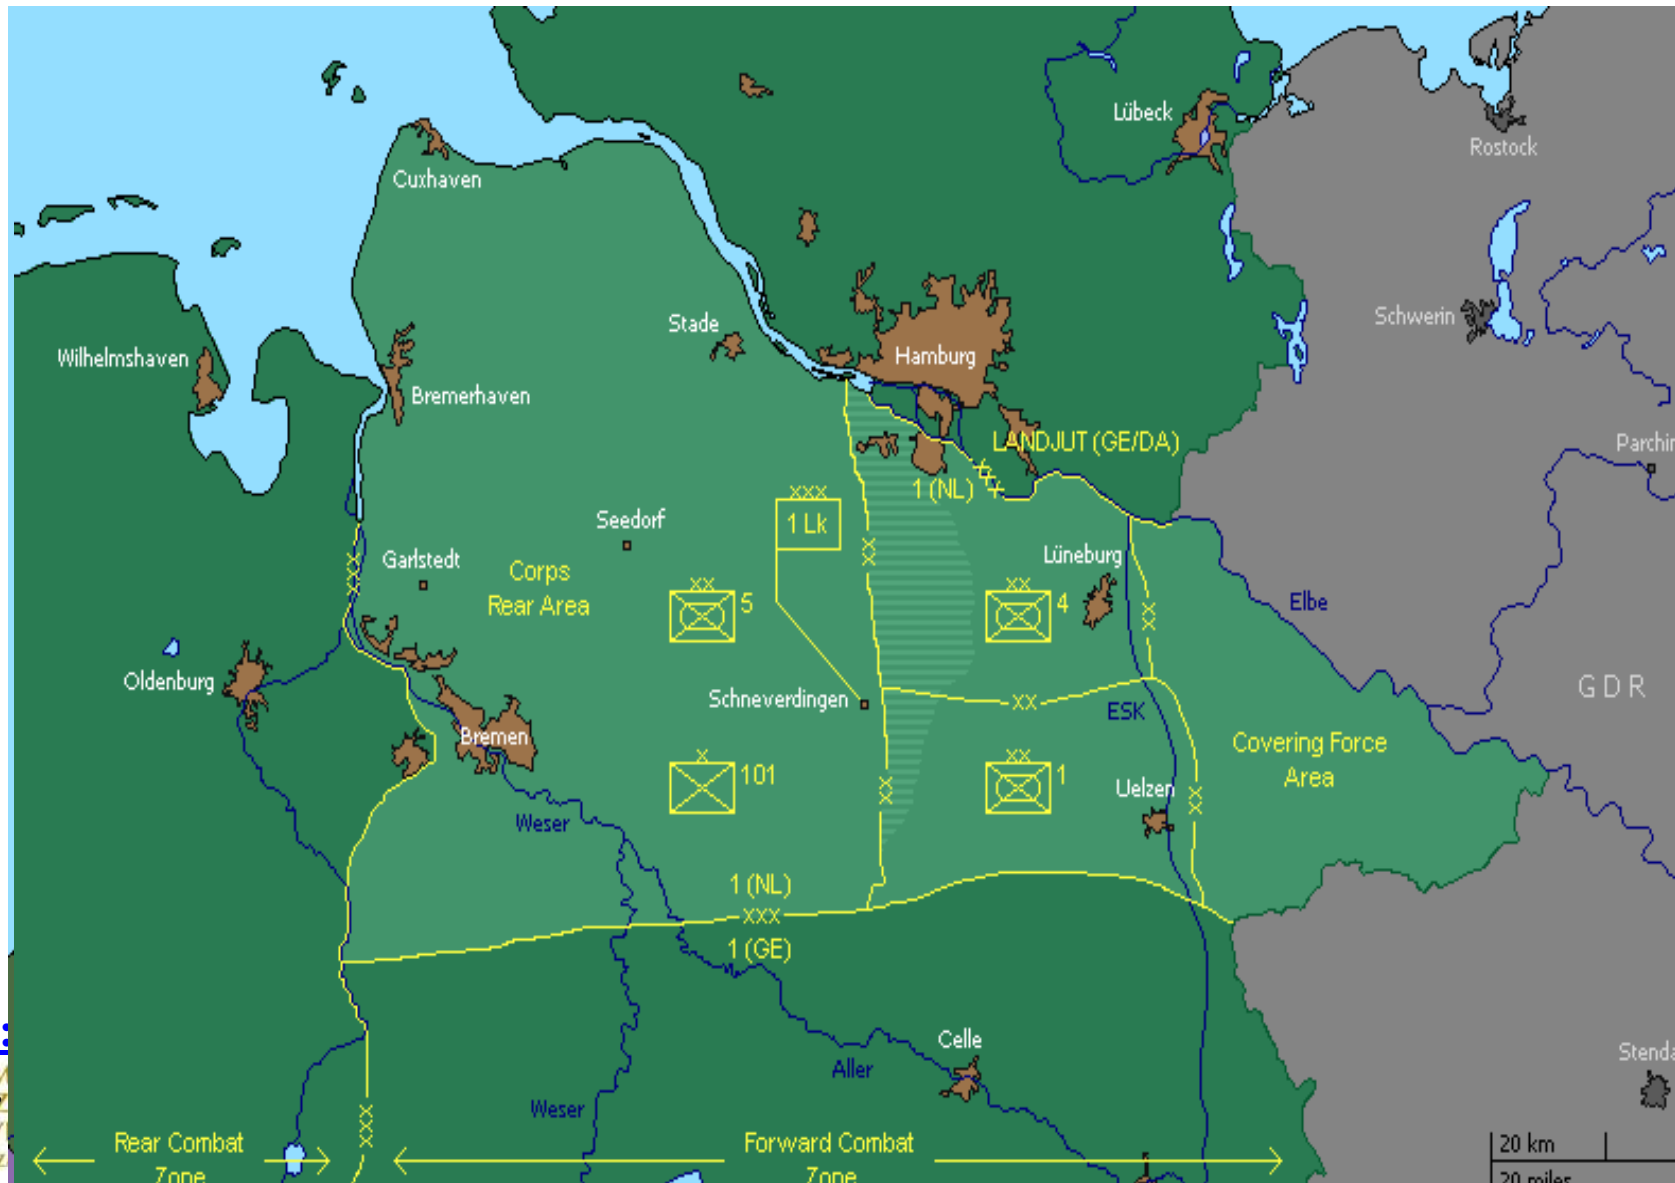 Lübeck
Rostock
Cuxhaven
Schwerin
Stade
Hamburg
Wilhelmshaven
Bremerhaven
LANDJUT (GE/DA)
1 (NL)
XXX
1 Lk
Parchim
Seedorf
Garlstedt
Corps
Rear Area
XX
5
Lüneburg
XX
4
Elbe
Oldenburg
Schneverdingen
XX
ESK
GDR
Bremen
X
101
XX
1
Uelzen
Covering Force
Area
Weser
1 (NL)
XXX
1 (GE)
Celle
Aller
Weser
Stenda
XXX
Rear Combat
Zone
Forward Combat
Zone
20 km
20 miles